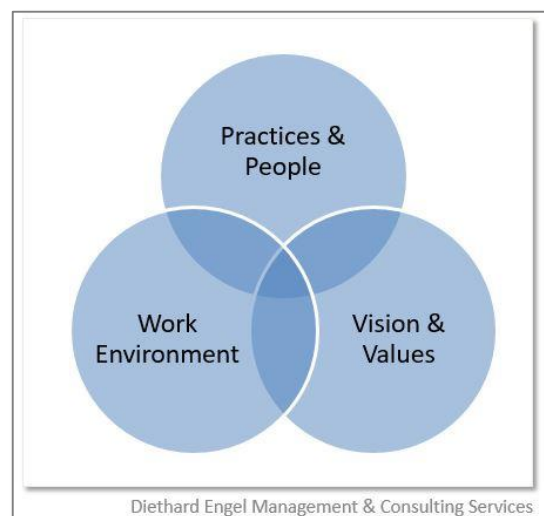 Practices &
People
Work
Environment
Vision &
Values
Diethard Engel Management & Consulting Services